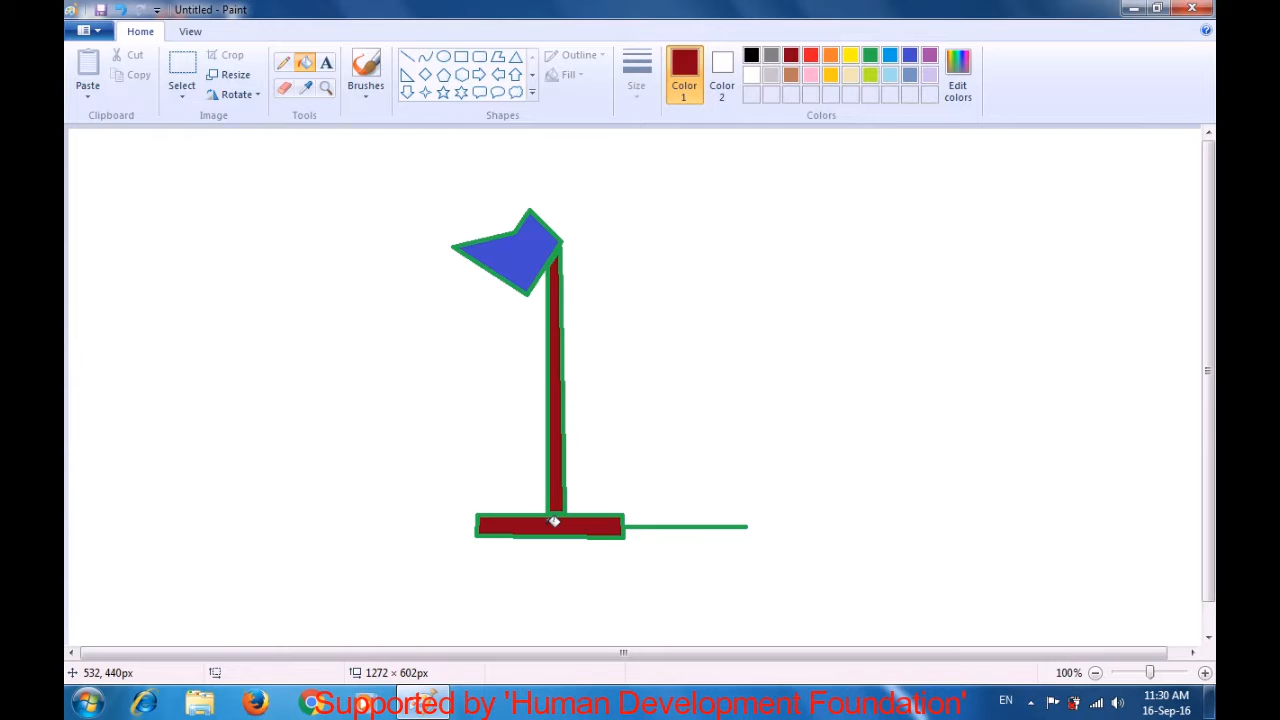 Untitled - Paint
Home View
Paste
Cut
Copy
Clipboard
Select
Crop
Resize
Rotate
Image
A
Tools
Brushes
Shapes
Outline
Fill
Size
Color 1
Color 2
Edit colors
Colors
532, 440px
1272 × 602px
100%
Supported by 'Human Development Foundation'
EN
11:30 AM
16-Sep-16